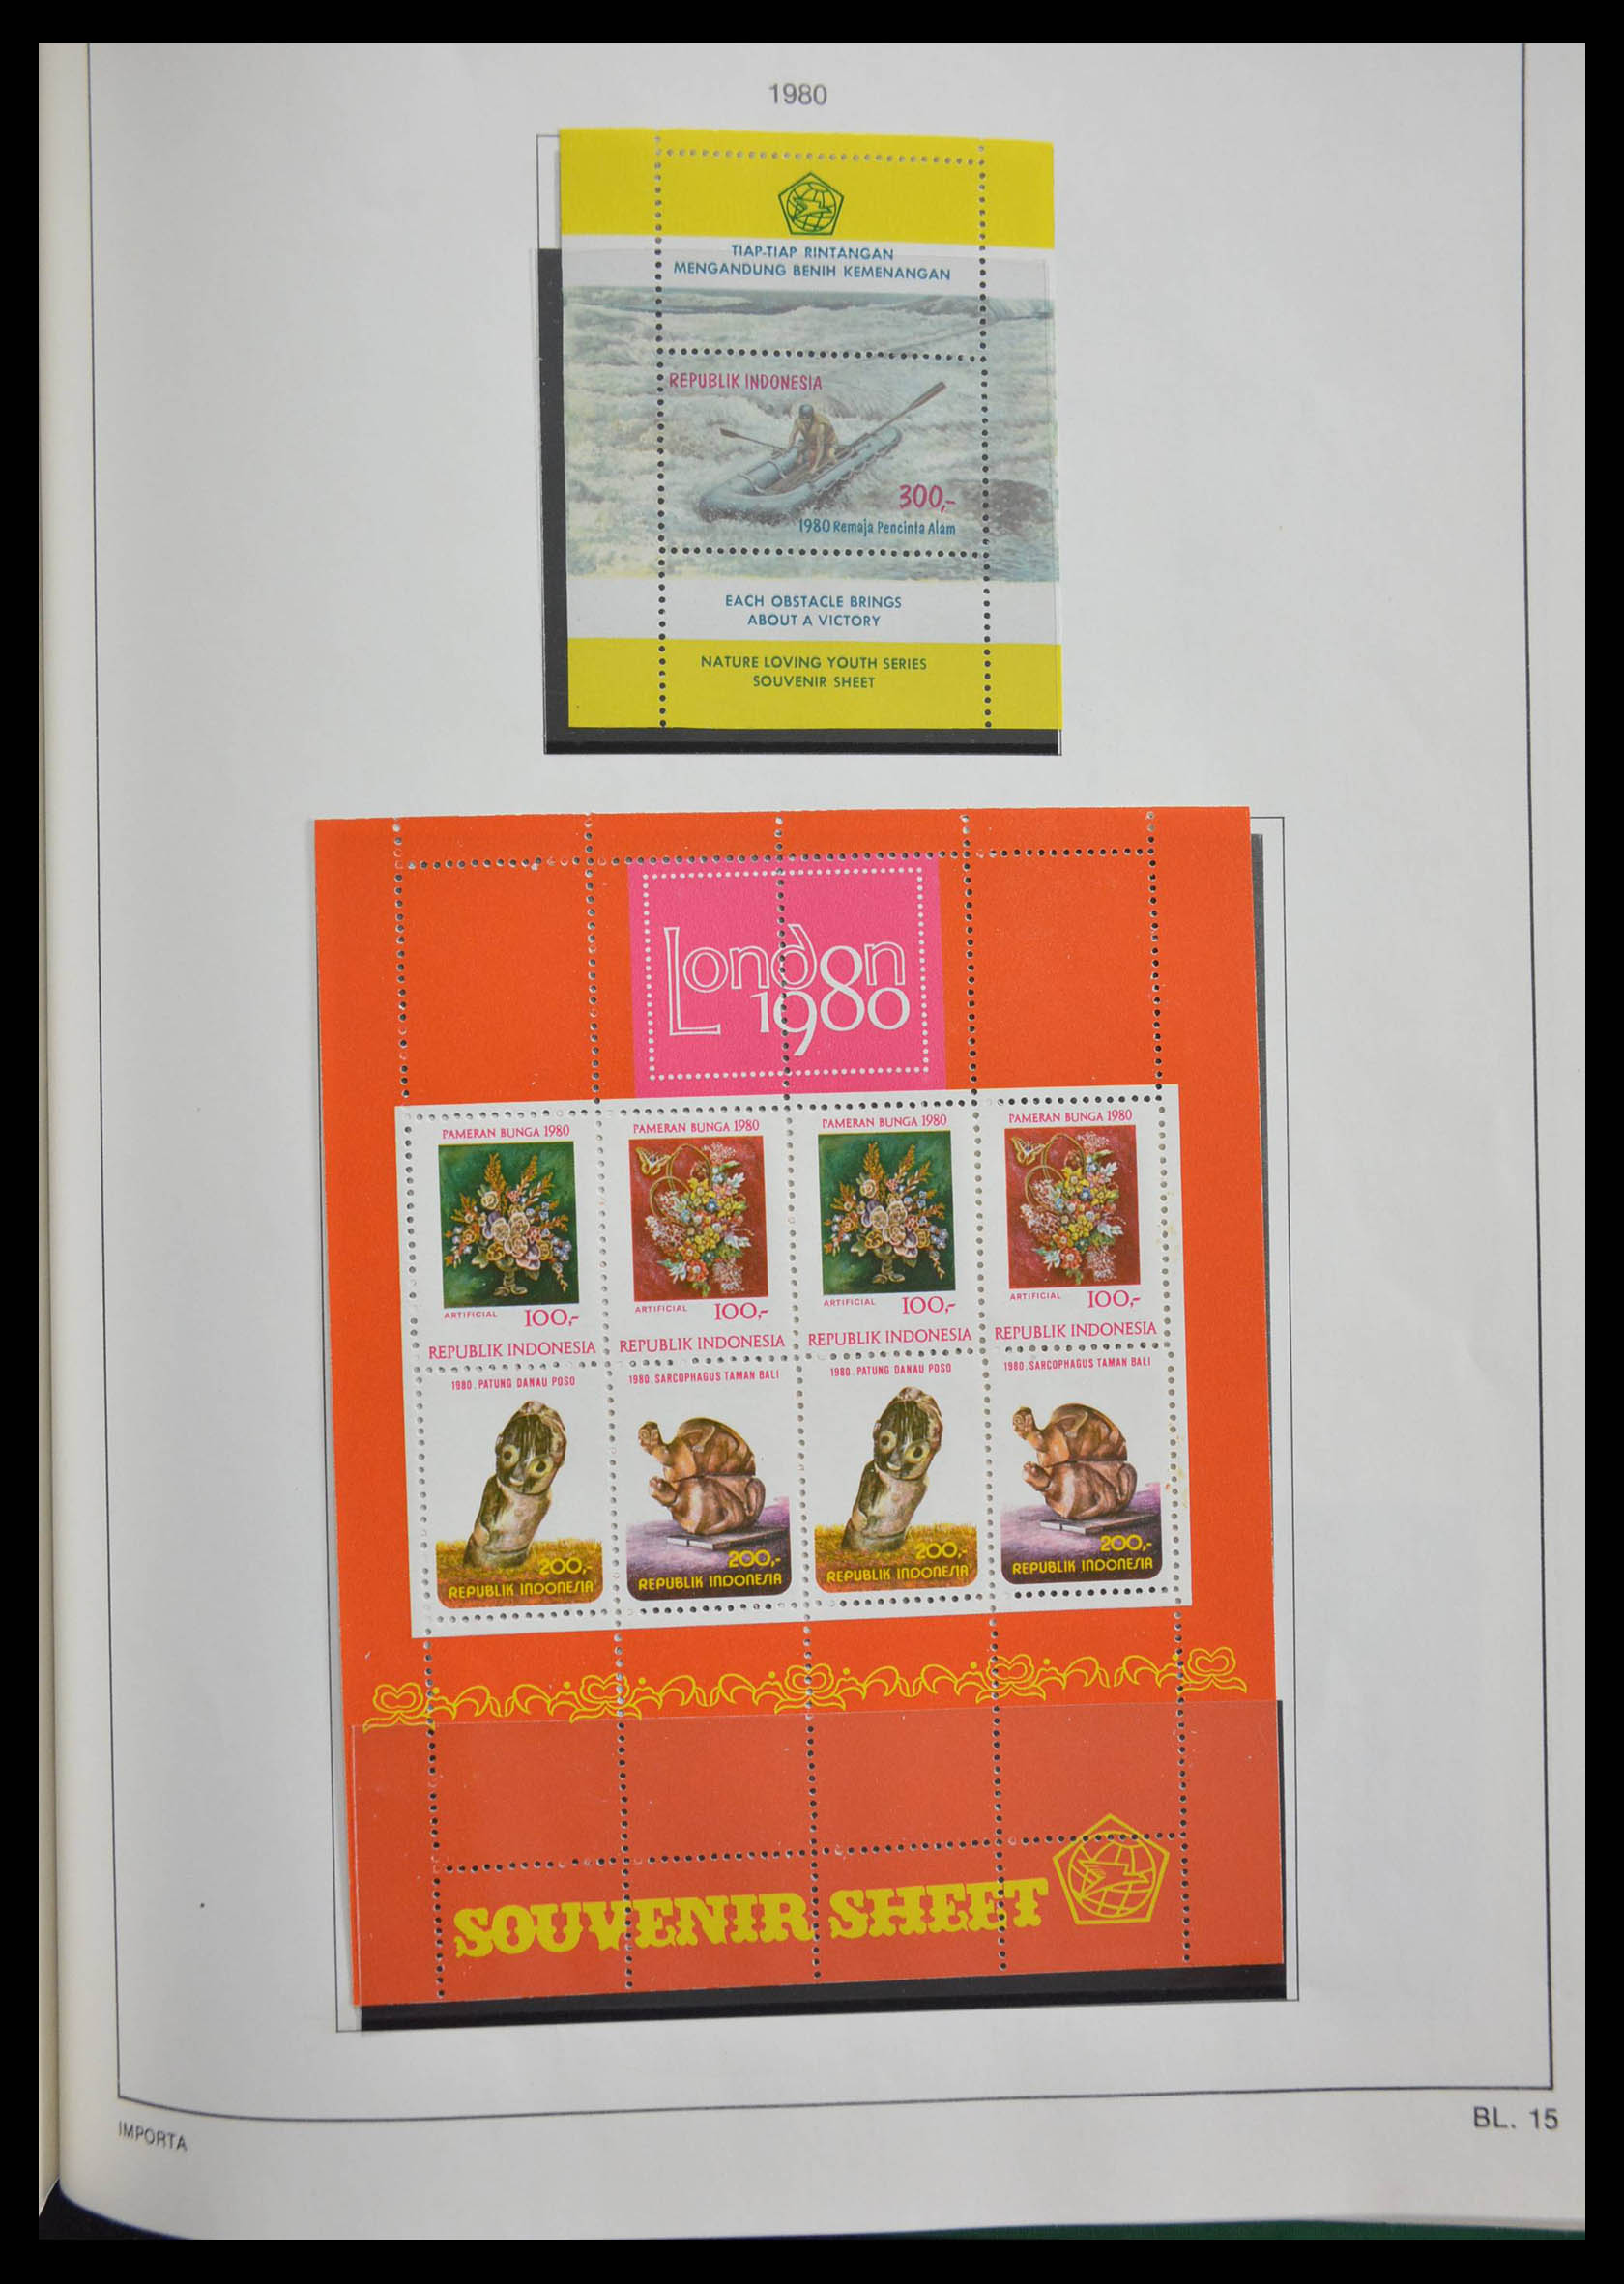 1980
TIAP-TIAP RINTANGAN
MENGANDUNG BENIH KEMENANGAN
REPUBLIK INDONESIA
300,-
1980 Remaja Pencinta Alam
EACH OBSTACLE BRINGS
ABOUT A VICTORY
NATURE LOVING YOUTH SERIES
SOUVENIR SHEET
London
1980
PAMERAN BUNGA 1980
ARTIFICIAL 100,-
REPUBLIK INDONESIA
PAMERAN BUNGA 1980
ARTIFICIAL 100,-
REPUBLIK INDONESIA
PAMERAN BUNGA 1980
ARTIFICIAL 100,-
REPUBLIK INDONESIA
PAMERAN BUNGA 1980
ARTIFICIAL 100,-
REPUBLIK INDONESIA
1980. PATUNG DANAU POSO
200,-
REPUBLIK INDONESIA
1980. SARCOPHAGUS TAMAN BALI
200,-
REPUBLIK INDONESIA
1980. PATUNG DANAU POSO
200,-
REPUBLIK INDONESIA
1980. SARCOPHAGUS TAMAN BALI
200,-
REPUBLIK INDONESIA
SOUVENIR SHEET
IMPORTA
BL. 15